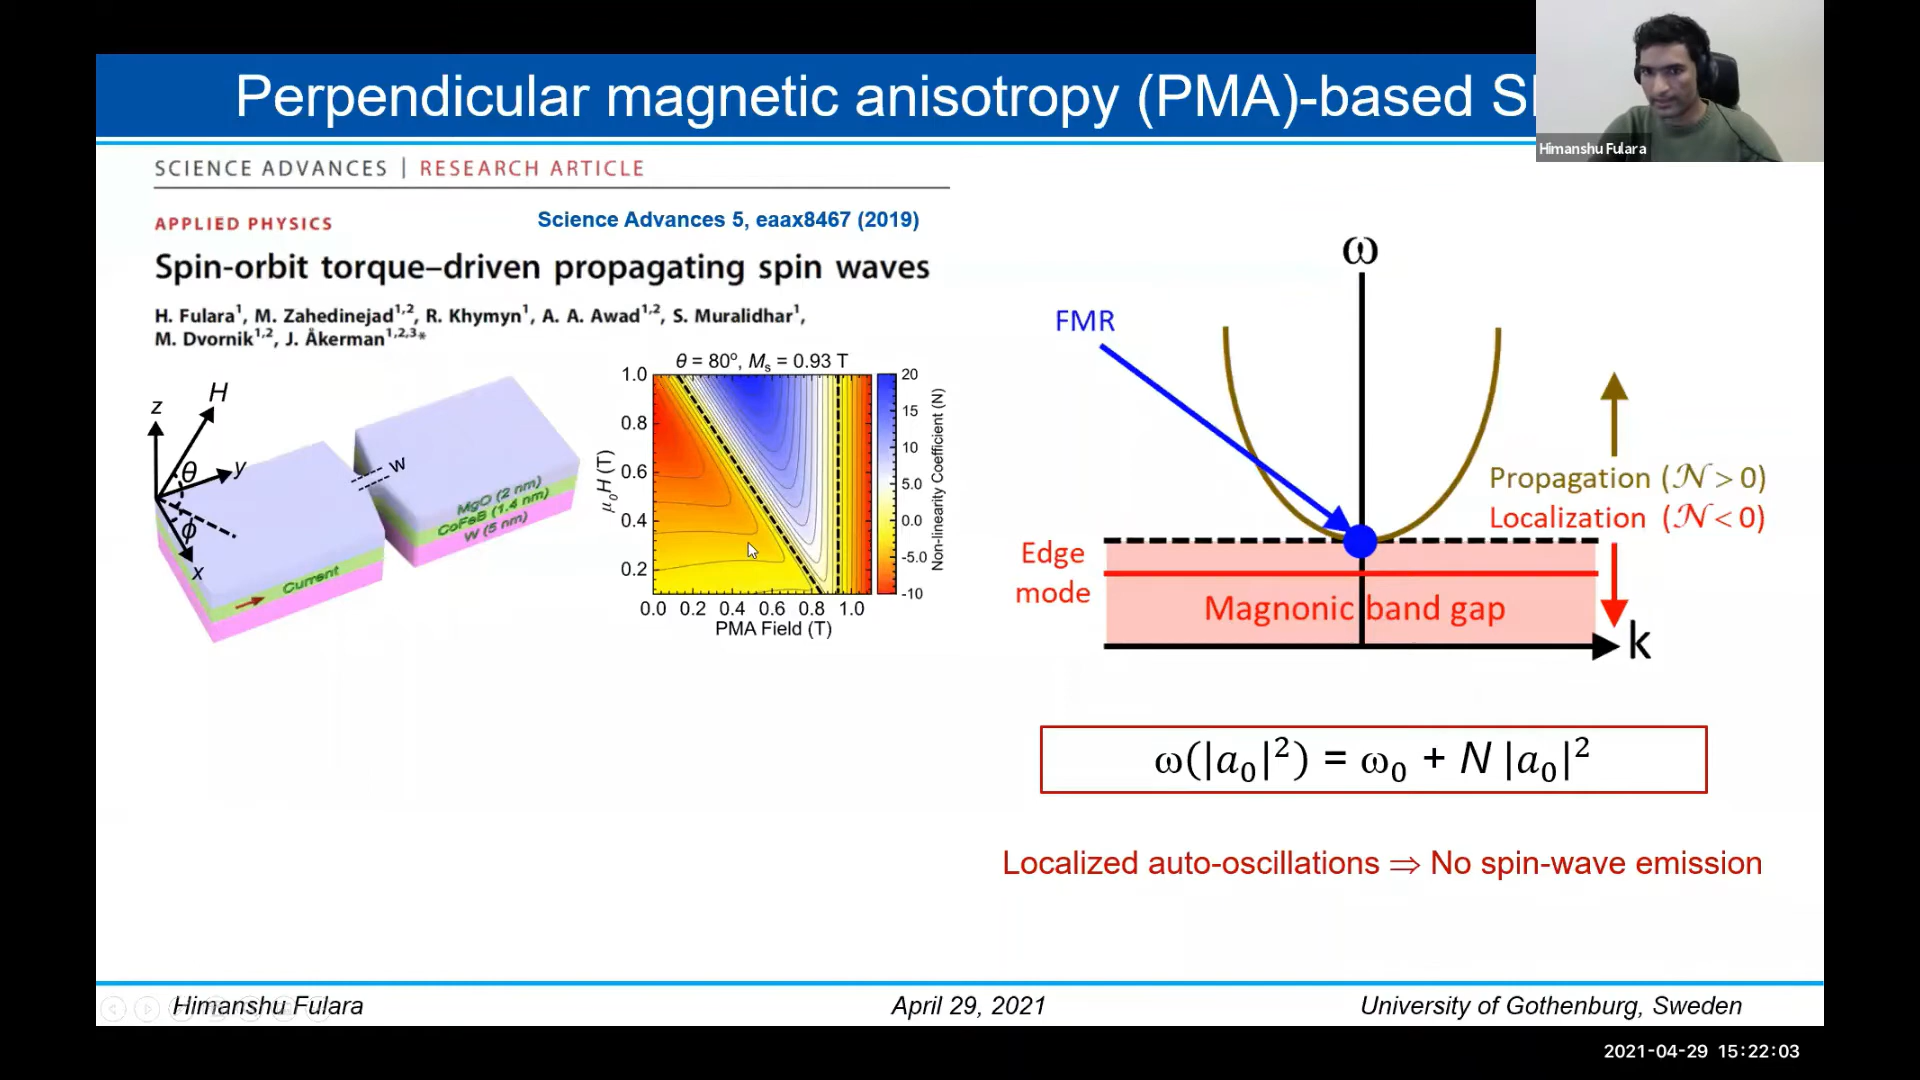 Perpendicular magnetic anisotropy (PMA)-based
Himanshu Fulara
SCIENCE ADVANCES | RESEARCH ARTICLE
APPLIED PHYSICS
Science Advances 5, eaax8467 (2019)
Spin-orbit torque–driven propagating spin waves
H. Fulara¹, M. Zahedinejad¹,², R. Khymyn¹, A. A. Awad¹,², S. Muralidhar¹,
M. Dvornik¹,², J. Åkerman¹,²,³*
z
H
θ
y
ϕ
x
w
MgO (2 nm)
CoFeB (1.4 nm)
W (5 nm)
Current
θ = 80°, Mₛ = 0.93 T
1.0
0.8
0.6
0.4
0.2
μ₀H (T)
0.0 0.2 0.4 0.6 0.8 1.0
PMA Field (T)
20
15
10
5.0
0.0
-5.0
-10
Non-linearity Coefficient (N)
ω
FMR
Propagation (𝒩 > 0)
Localization (𝒩 < 0)
Edge
mode
Magnonic band gap
k
ω(|a₀|²) = ω₀ + N |a₀|²
Localized auto-oscillations ⇒ No spin-wave emission
Himanshu Fulara
April 29, 2021
University of Gothenburg, Sweden
2021-04-29 15:22:03